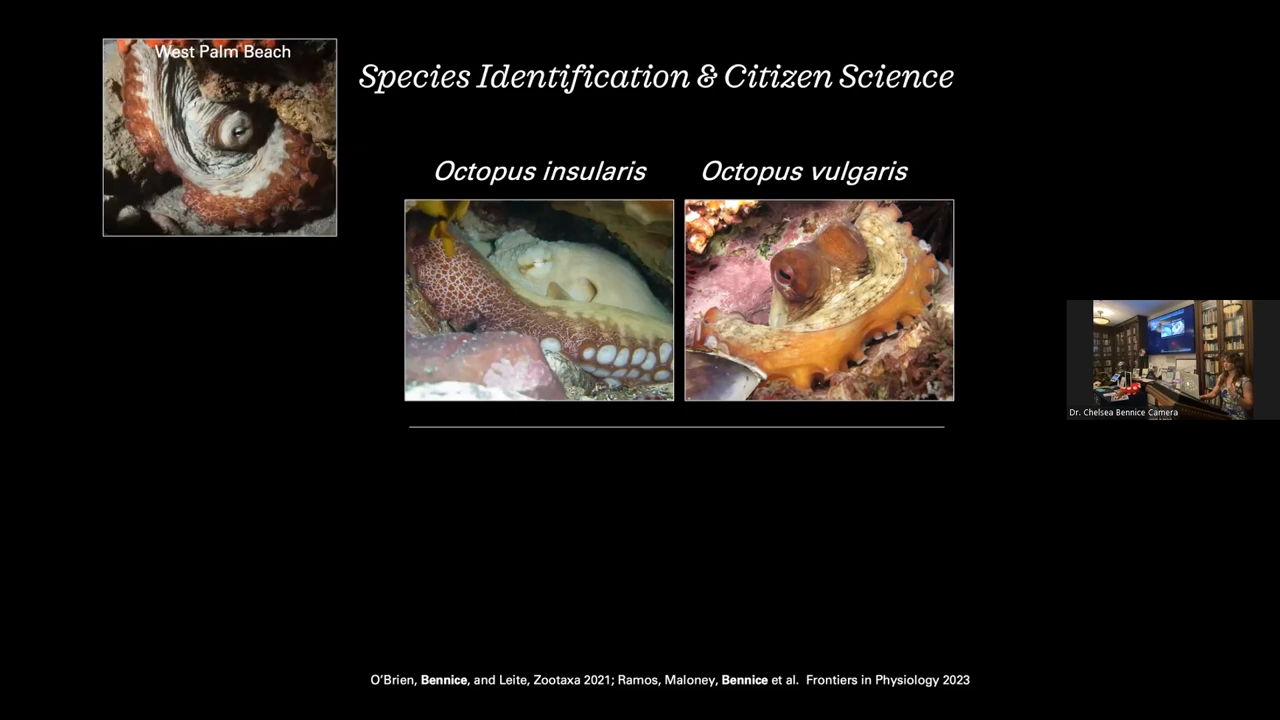 West Palm Beach
Species Identification & Citizen Science
Octopus insularis
Octopus vulgaris
Dr. Chelsea Bennice Camera
O'Brien, Bennice, and Leite, Zootaxa 2021; Ramos, Maloney, Bennice et al. Frontiers in Physiology 2023